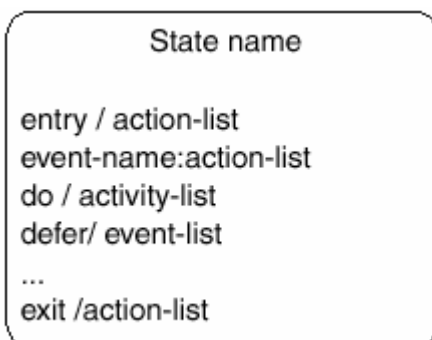 State name
entry / action-list
event-name:action-list
do / activity-list
defer/ event-list
...
exit /action-list